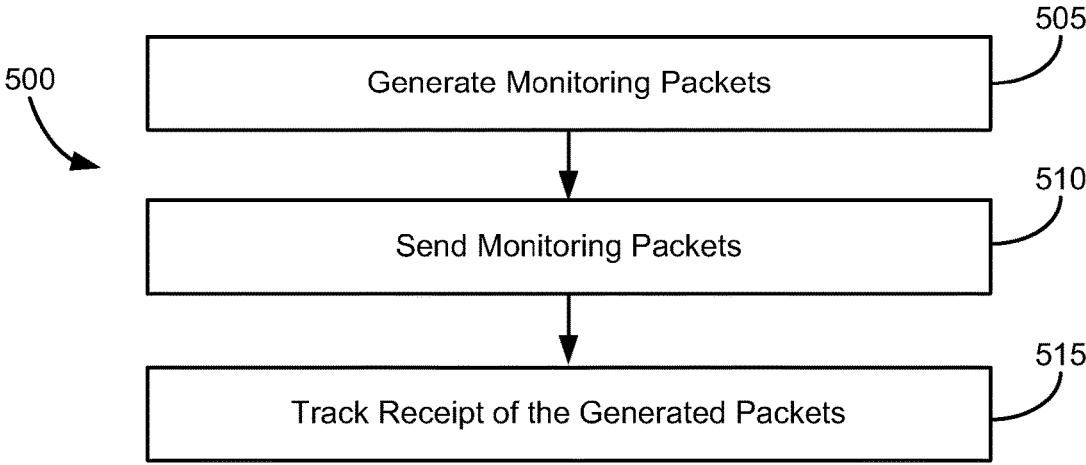 505
Generate Monitoring Packets
500
510
Send Monitoring Packets
515
Track Receipt of the Generated Packets